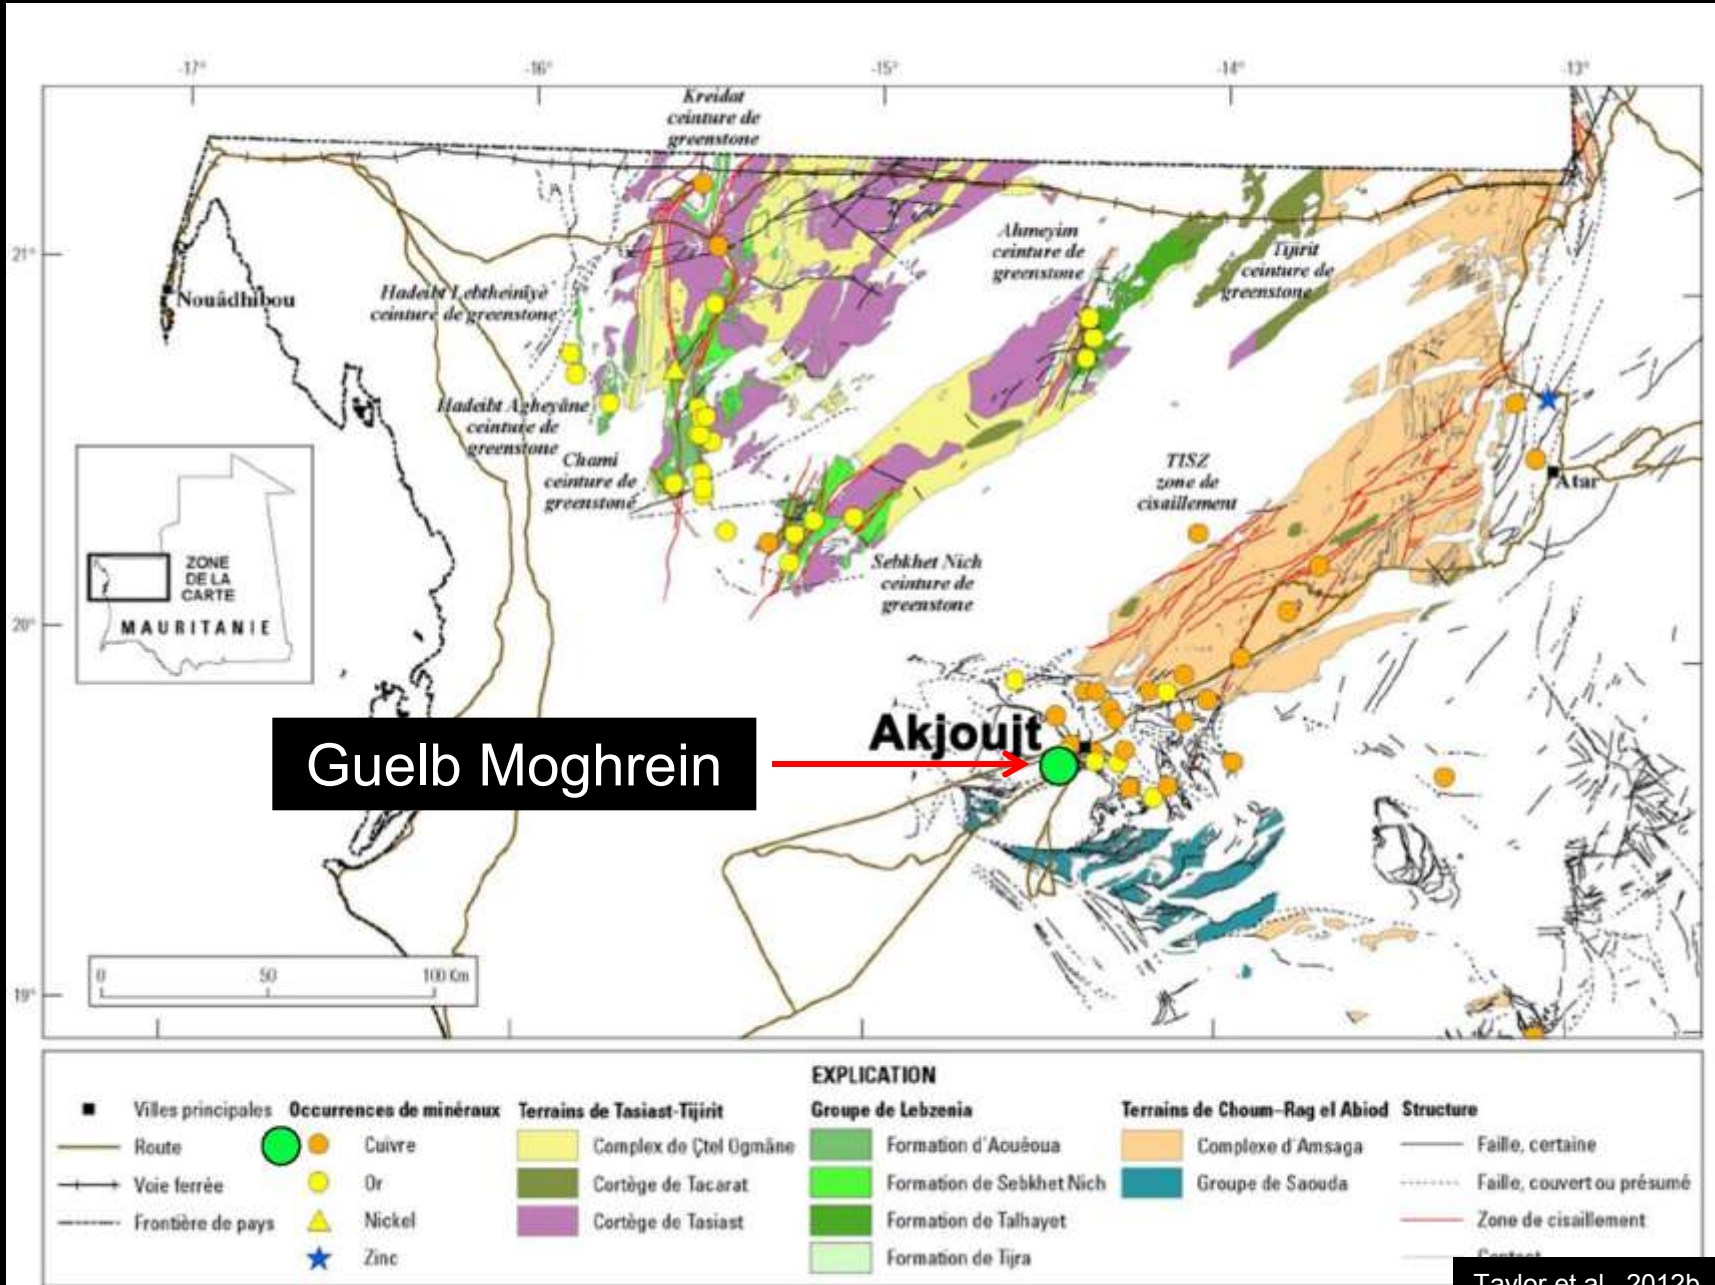 -17°
-16°
-15°
-14°
-13°
Kreidat
ceinture de
greenstone
21°
Nouâdhibou
Hadeibt Lebtheinîyé
ceinture de greenstone
Ahmeyim
ceinture de
greenstone
Tijirit
ceinture de
greenstone
Hadeibt Agheyâne
ceinture de
greenstone
Chami
ceinture de
greenstone
TISZ
zone de
cisaillement
Atar
ZONE
DE LA
CARTE
MAURITANIE
Sebkhet Nich
ceinture de
greenstone
20°
Akjoujt
Guelb Moghrein
0
50
100 Km
19°
EXPLICATION
Villes principales
Route
Voie ferrée
Frontière de pays
Occurrences de minéraux
Cuivre
Or
Nickel
Zinc
Terrains de Tasiast-Tijirit
Complex de Çtel Ogmâne
Cortège de Tacarat
Cortège de Tasiast
Groupe de Lebzenia
Formation d'Aouéoua
Formation de Sebkhet Nich
Formation de Talhayet
Formation de Tijra
Terrains de Choum–Rag el Abiod
Complexe d'Amsaga
Groupe de Saouda
Structure
Faille, certaine
Faille, couvert ou présumé
Zone de cisaillement
Contact
Taylor et al., 2012b